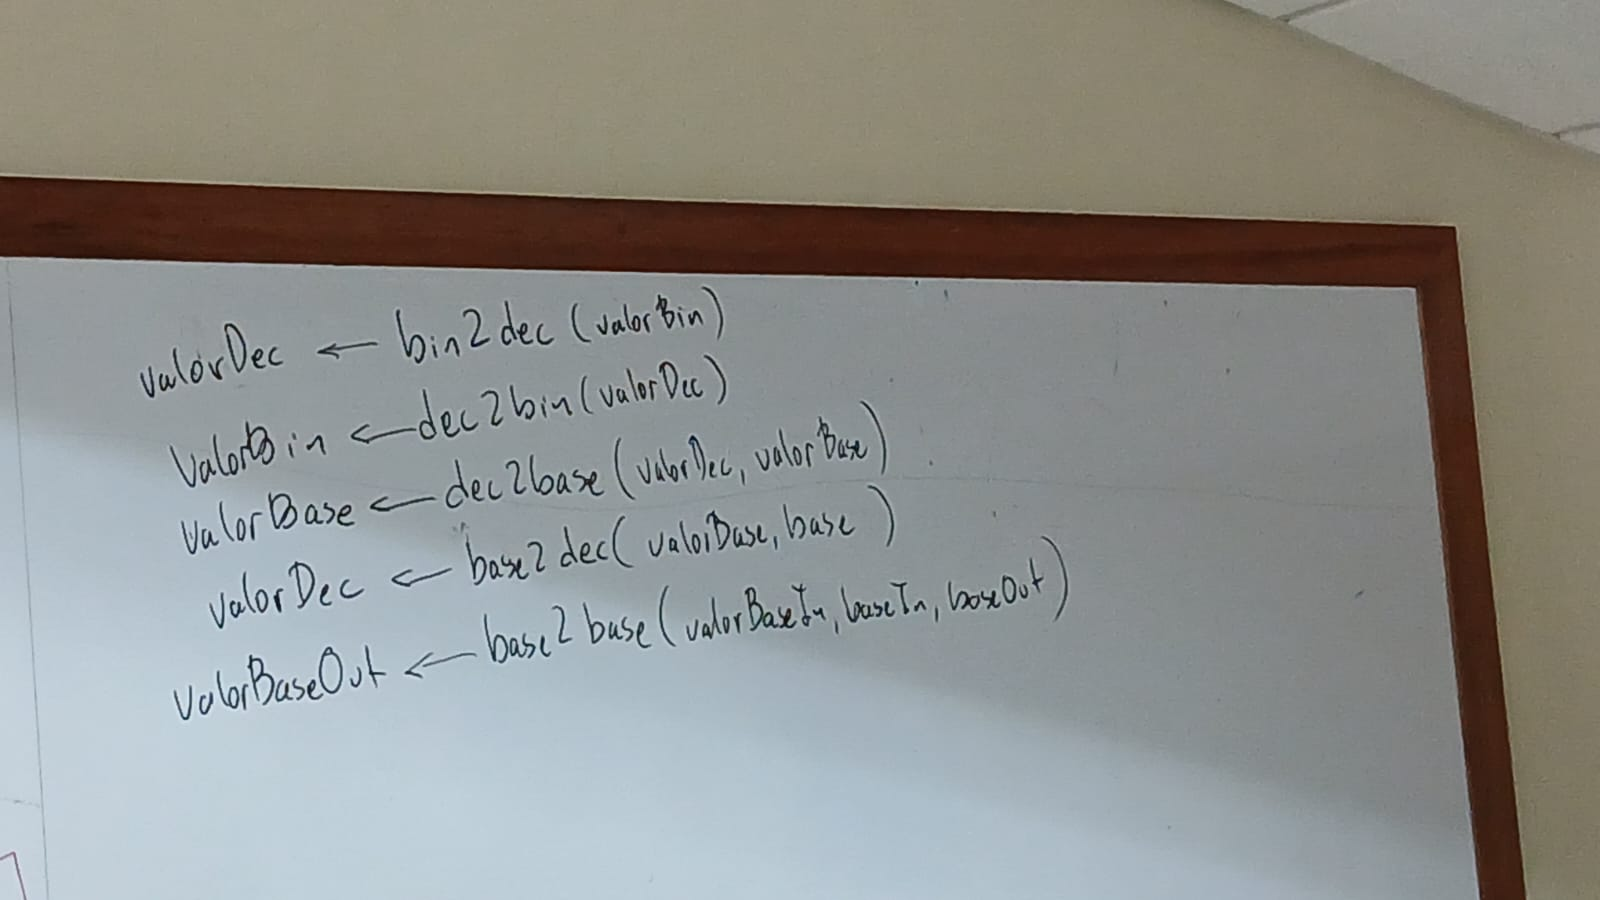 valorDec ← bin2dec (valorBin)
ValorBin ← dec2bin (valorDec)
ValorBase ← dec2base (valorDec, valorBase)
valorDec ← base2dec( valorBase, base )
valorBaseOut ← base2base (valorBaseIn, baseIn, baseOut)